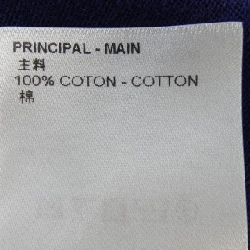 PRINCIPAL - MAIN
主料
100% COTON - COTTON
棉